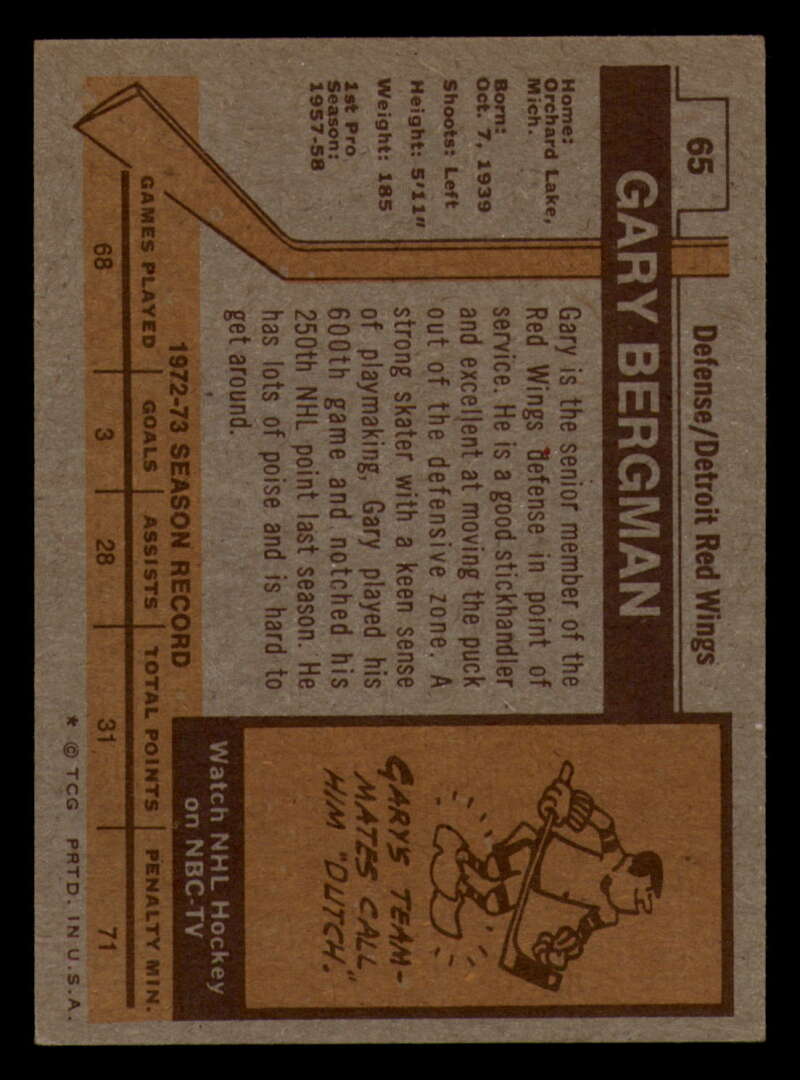 65
Defense/Detroit Red Wings
GARY BERGMAN
Home:
Orchard Lake,
Mich.
Born:
Oct. 7, 1939
Shoots: Left
Height: 5'11"
Weight: 185
1st Pro
Season:
1957-58
Gary is the senior member of the
Red Wings defense in point of
service. He is a good stickhandler
and excellent at moving the puck
out of the defensive zone. A
strong skater with a keen sense
of playmaking, Gary played his
600th game and notched his
250th NHL point last season. He
has lots of poise and is hard to
get around.
GARY'S TEAM-
MATES CALL
HIM "DUTCH."
Watch NHL Hockey
on NBC-TV
1972-73 SEASON RECORD
GAMES PLAYED GOALS ASSISTS TOTAL POINTS PENALTY MIN.
68 3 28 31 71
* © TCG PRTD. IN U.S.A.